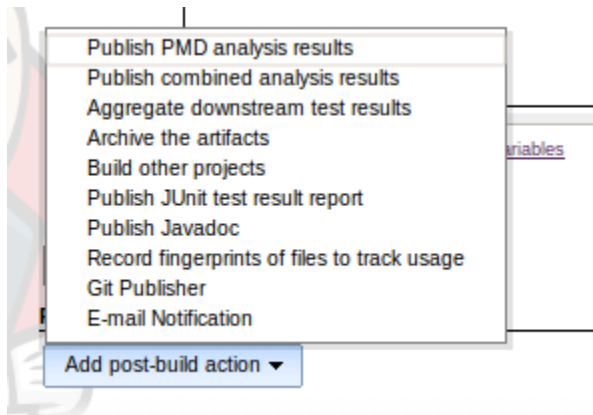 Publish PMD analysis results
Publish combined analysis results
Aggregate downstream test results
Archive the artifacts
ariables
Build other projects
Publish JUnit test result report
Publish Javadoc
Record fingerprints of files to track usage
Git Publisher
E-mail Notification
Add post-build action